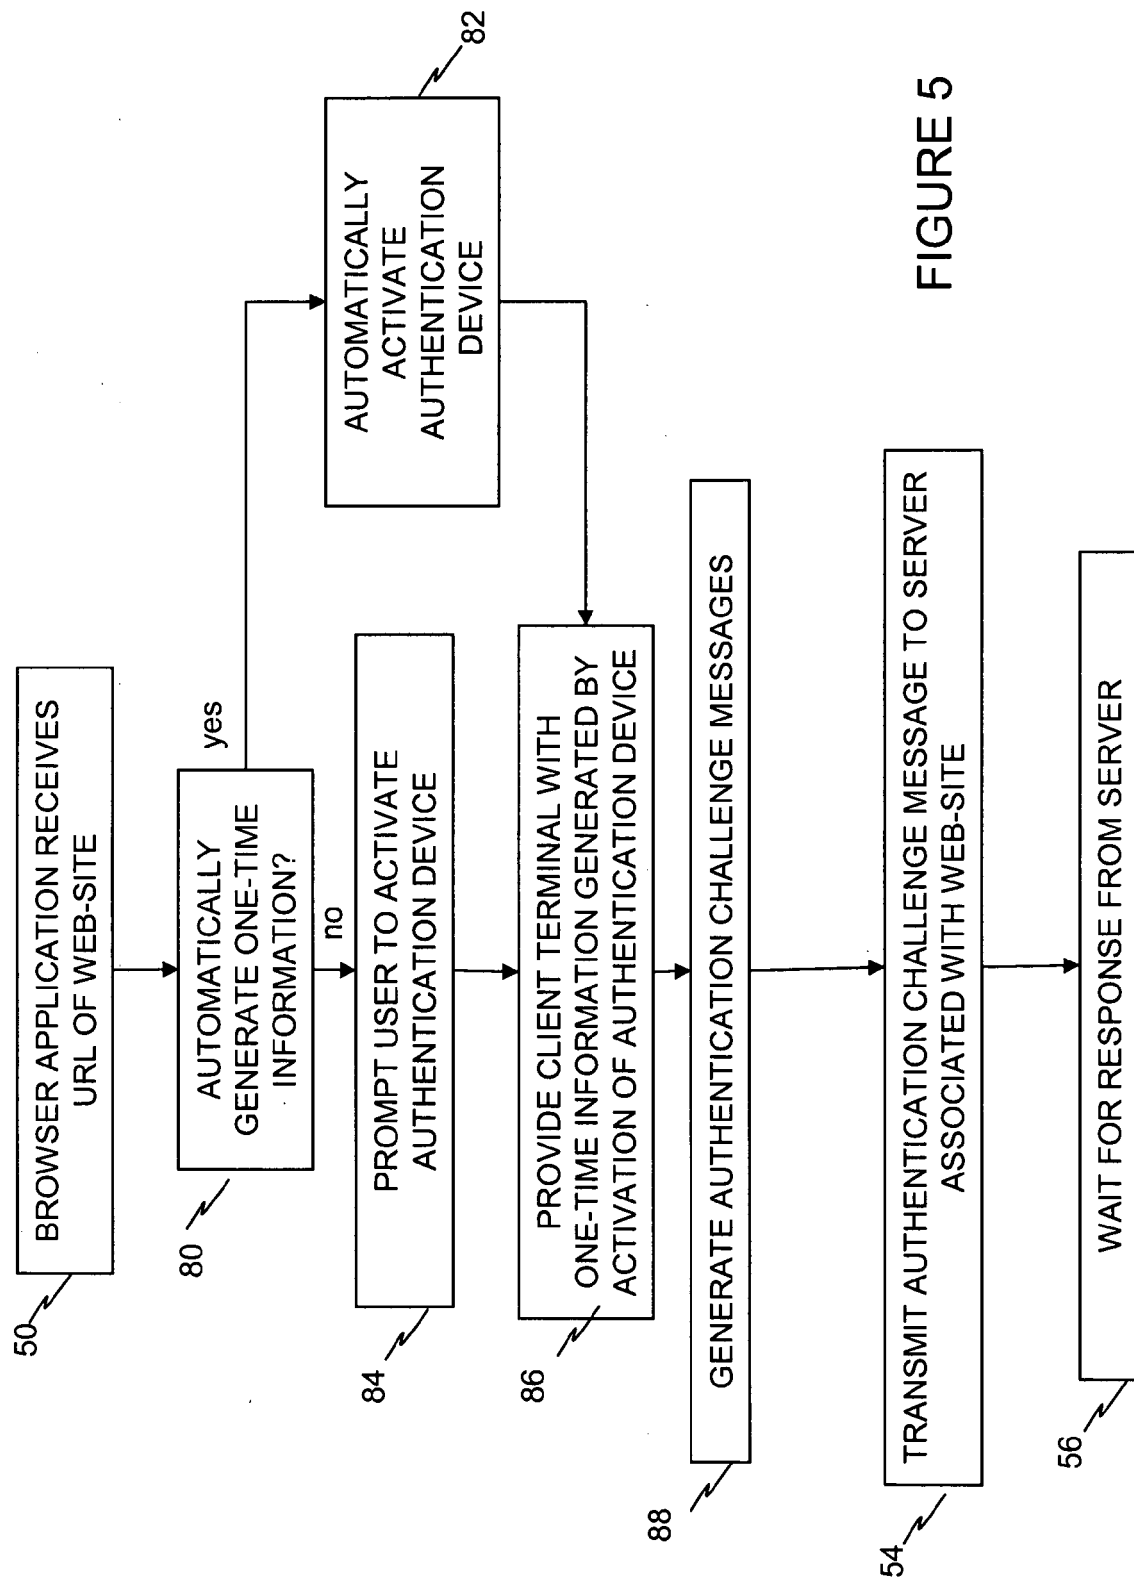 50
BROWSER APPLICATION RECEIVES
URL OF WEB-SITE
80
AUTOMATICALLY
GENERATE ONE-TIME
INFORMATION?
yes
no
82
AUTOMATICALLY
ACTIVATE
AUTHENTICATION
DEVICE
84
PROMPT USER TO ACTIVATE
AUTHENTICATION DEVICE
86
PROVIDE CLIENT TERMINAL WITH
ONE-TIME INFORMATION GENERATED BY
ACTIVATION OF AUTHENTICATION DEVICE
88
GENERATE AUTHENTICATION CHALLENGE MESSAGES
54
TRANSMIT AUTHENTICATION CHALLENGE MESSAGE TO SERVER
ASSOCIATED WITH WEB-SITE
56
WAIT FOR RESPONSE FROM SERVER
FIGURE 5